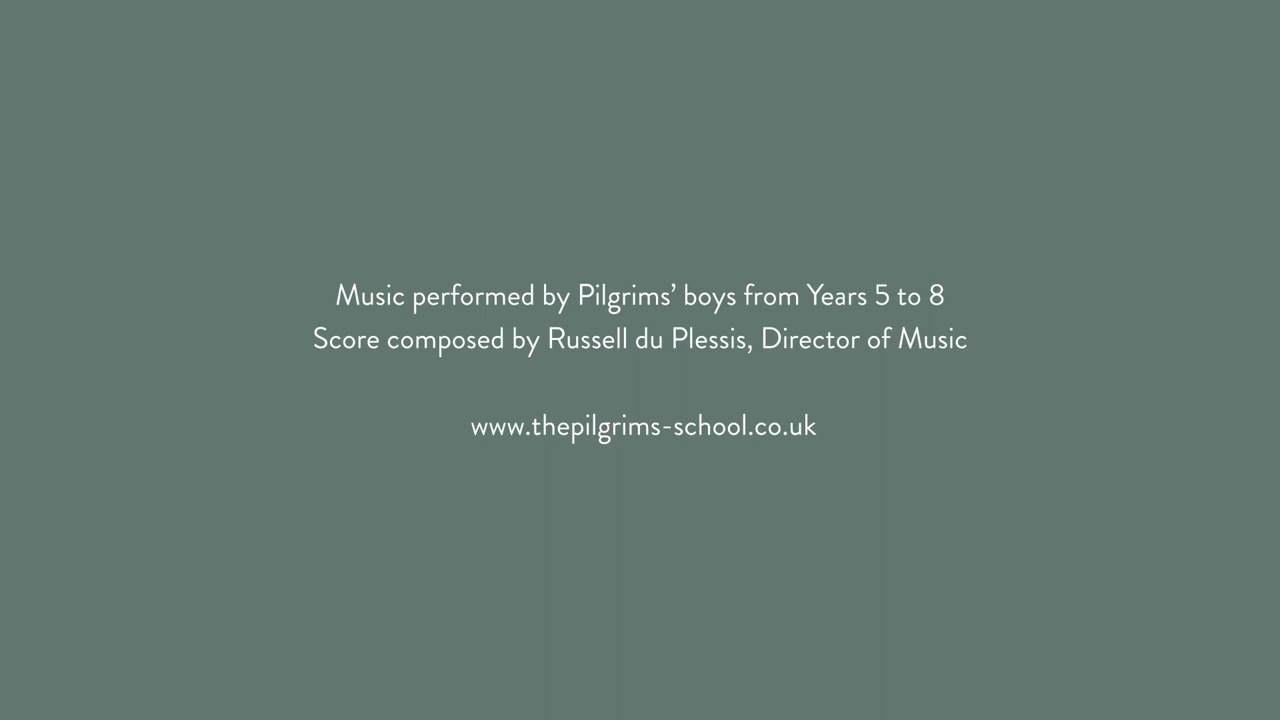 Music performed by Pilgrims’ boys from Years 5 to 8
Score composed by Russell du Plessis, Director of Music
www.thepilgrims-school.co.uk